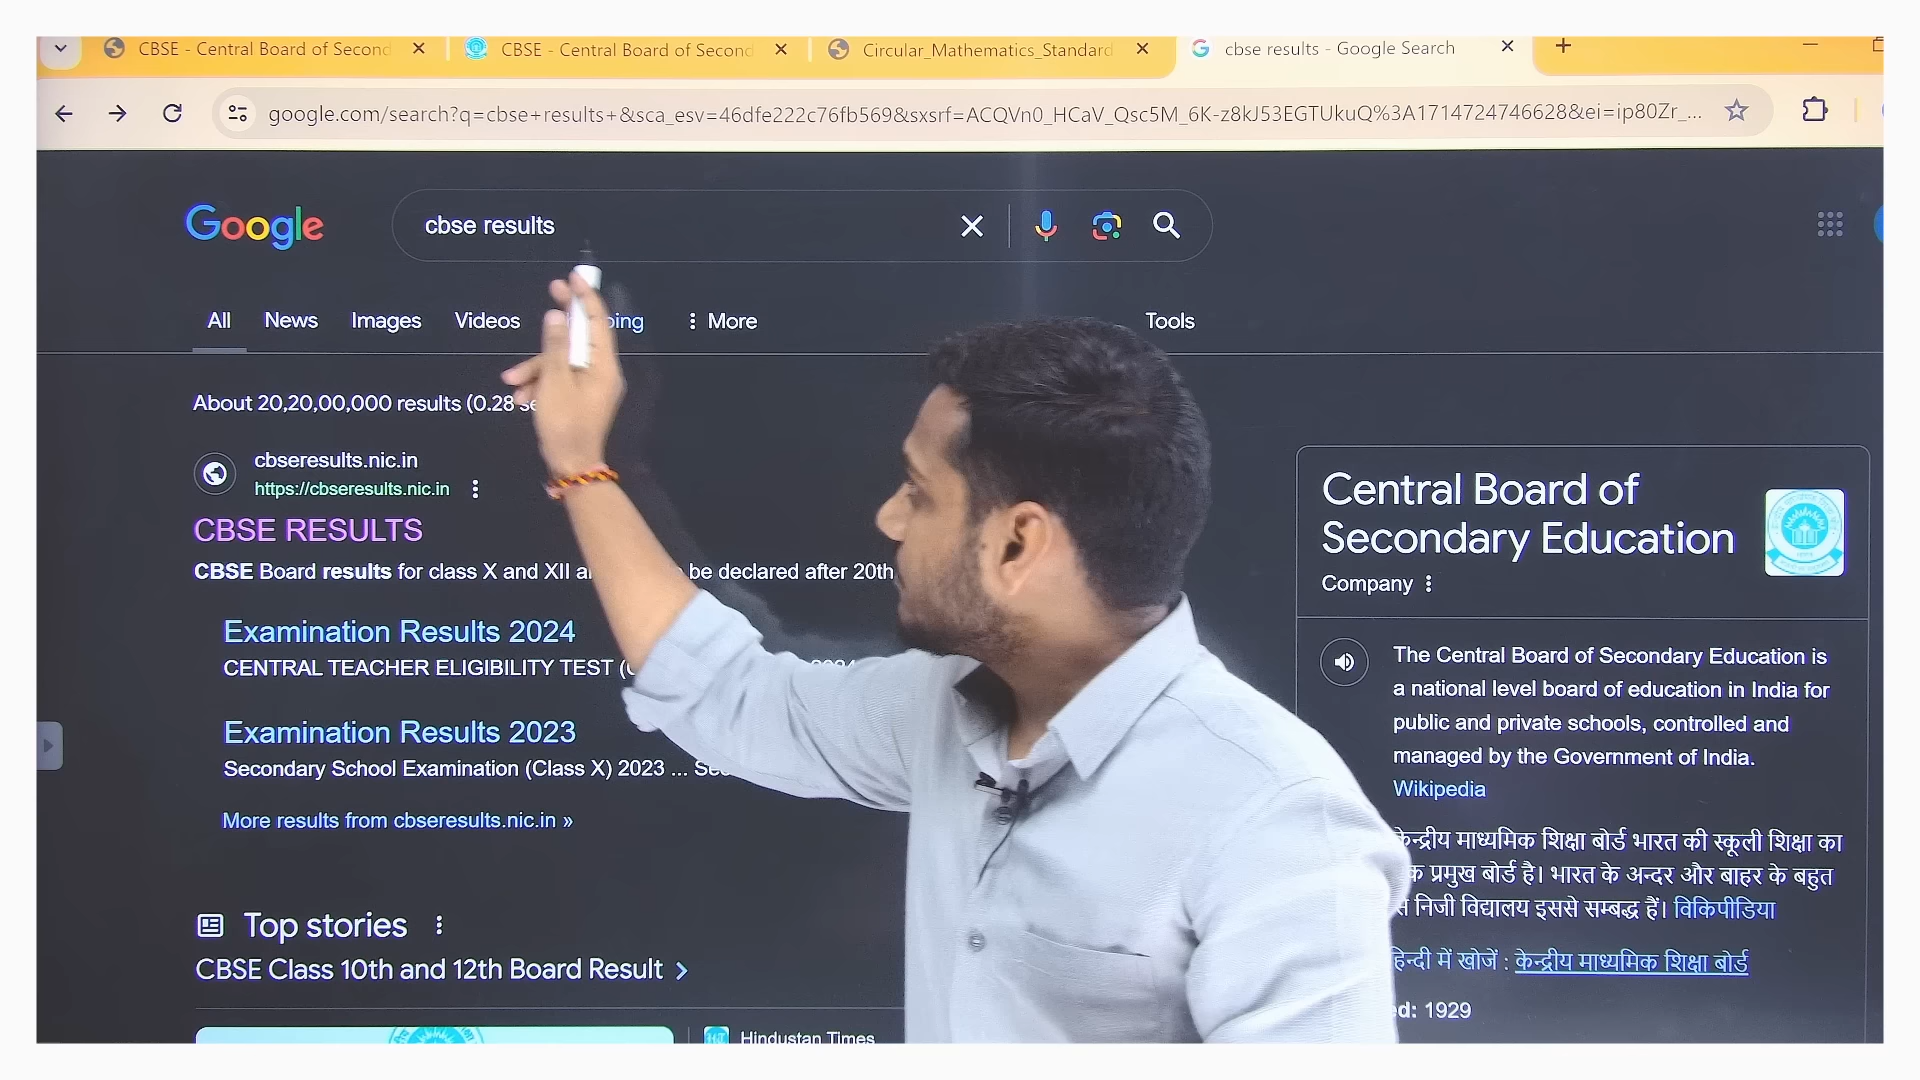 CBSE - Central Board of Second
CBSE - Central Board of Second
Circular_Mathematics_Standard
cbse results - Google Search
google.com/search?q=cbse+results+&sca_esv=46dfe222c76fb569&sxsrf=ACQVn0_HCaV_Qsc5M_6K-z8kJ53EGTUkuQ%3A1714724746628&ei=ip80Zr_...
Google
cbse results
All News Images Videos More Tools
About 20,20,00,000 results (0.28
cbseresults.nic.in
https://cbseresults.nic.in
CBSE RESULTS
CBSE Board results for class X and XII be declared after 20th
Examination Results 2024
CENTRAL TEACHER ELIGIBILITY TEST
Examination Results 2023
Secondary School Examination (Class X) 2023 ...
More results from cbseresults.nic.in »
Top stories
CBSE Class 10th and 12th Board Result
Hindustan Times
Central Board of
Secondary Education
Company
The Central Board of Secondary Education is
a national level board of education in India for
public and private schools, controlled and
managed by the Government of India.
Wikipedia
केन्द्रीय माध्यमिक शिक्षा बोर्ड भारत की स्कूली शिक्षा का
प्रमुख बोर्ड है। भारत के अन्दर और बाहर के बहुत
निजी विद्यालय इससे सम्बद्ध हैं। विकिपीडिया
हिन्दी में खोजें : केन्द्रीय माध्यमिक शिक्षा बोर्ड
1929